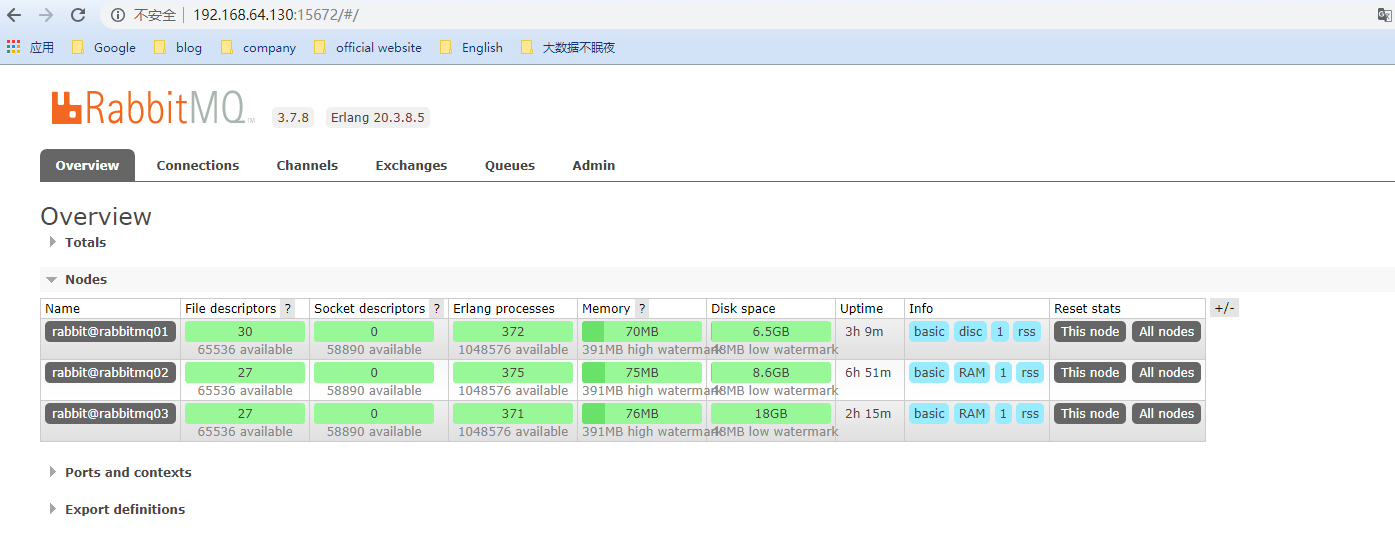 不安全 192.168.64.130:15672/#/
应用 Google blog company official website English 大数据不眠夜
RabbitMQ TM 3.7.8 Erlang 20.3.8.5
Overview Connections Channels Exchanges Queues Admin
Overview
Totals
Nodes
Name File descriptors ? Socket descriptors ? Erlang processes Memory ? Disk space Uptime Info Reset stats +/-
rabbit@rabbitmq01 30 0 372 70MB 6.5GB 3h 9m basic disc 1 rss This node All nodes
65536 available 58890 available 1048576 available 391MB high watermark 48MB low watermark
rabbit@rabbitmq02 27 0 375 75MB 8.6GB 6h 51m basic RAM 1 rss This node All nodes
65536 available 58890 available 1048576 available 391MB high watermark 48MB low watermark
rabbit@rabbitmq03 27 0 371 76MB 18GB 2h 15m basic RAM 1 rss This node All nodes
65536 available 58890 available 1048576 available 391MB high watermark 48MB low watermark
Ports and contexts
Export definitions